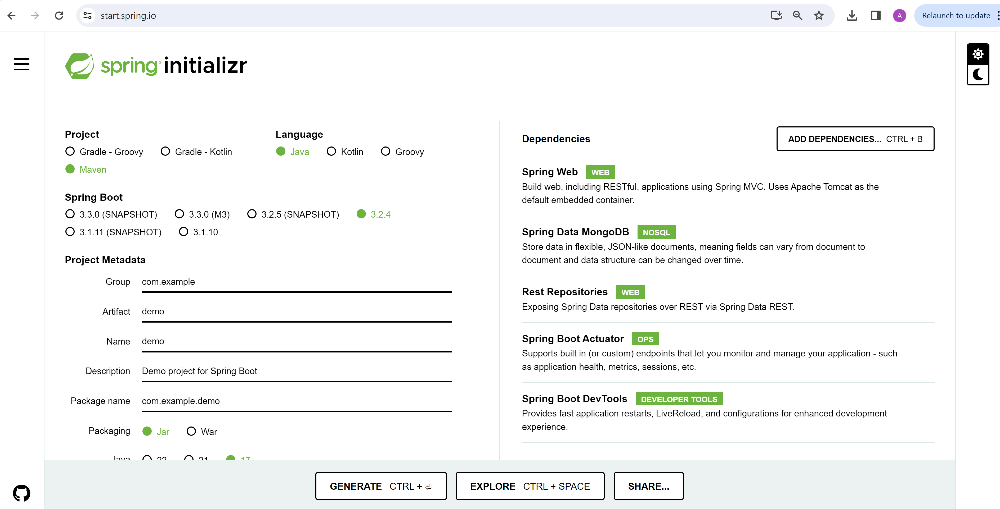 start.spring.io
A
Relaunch to update
spring® initializr
Project
Gradle - Groovy
Gradle - Kotlin
Maven
Language
Java
Kotlin
Groovy
Spring Boot
3.3.0 (SNAPSHOT)
3.3.0 (M3)
3.2.5 (SNAPSHOT)
3.2.4
3.1.11 (SNAPSHOT)
3.1.10
Project Metadata
Group com.example
Artifact demo
Name demo
Description Demo project for Spring Boot
Package name com.example.demo
Packaging Jar War
Java 22 21 17
Dependencies
ADD DEPENDENCIES... CTRL + B
Spring Web WEB
Build web, including RESTful, applications using Spring MVC. Uses Apache Tomcat as the
default embedded container.
Spring Data MongoDB NOSQL
Store data in flexible, JSON-like documents, meaning fields can vary from document to
document and data structure can be changed over time.
Rest Repositories WEB
Exposing Spring Data repositories over REST via Spring Data REST.
Spring Boot Actuator OPS
Supports built in (or custom) endpoints that let you monitor and manage your application - such
as application health, metrics, sessions, etc.
Spring Boot DevTools DEVELOPER TOOLS
Provides fast application restarts, LiveReload, and configurations for enhanced development
experience.
GENERATE CTRL + ⏎
EXPLORE CTRL + SPACE
SHARE...